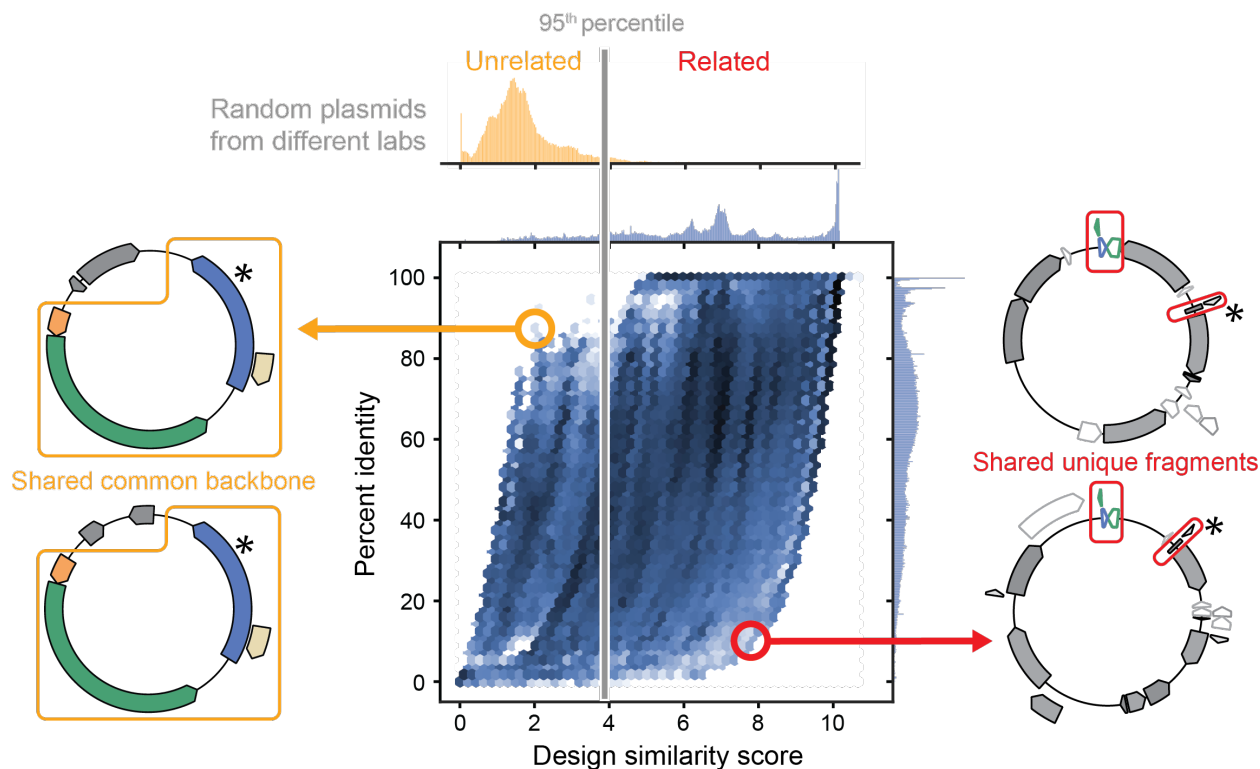 95th percentile
Unrelated
Related
Random plasmids
from different labs
*
*
Shared common backbone
*
*
Shared unique fragments
Percent identity
100
80
60
40
20
0
0
2
4
6
8
10
Design similarity score